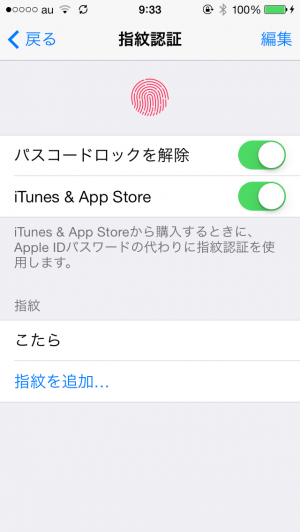 au 9:33 100%
戻る 指紋認証 編集
パスコードロックを解除
iTunes & App Store
iTunes & App Storeから購入するときに、
Apple IDパスワードの代わりに指紋認証を使
用します。
指紋
こたら
指紋を追加...